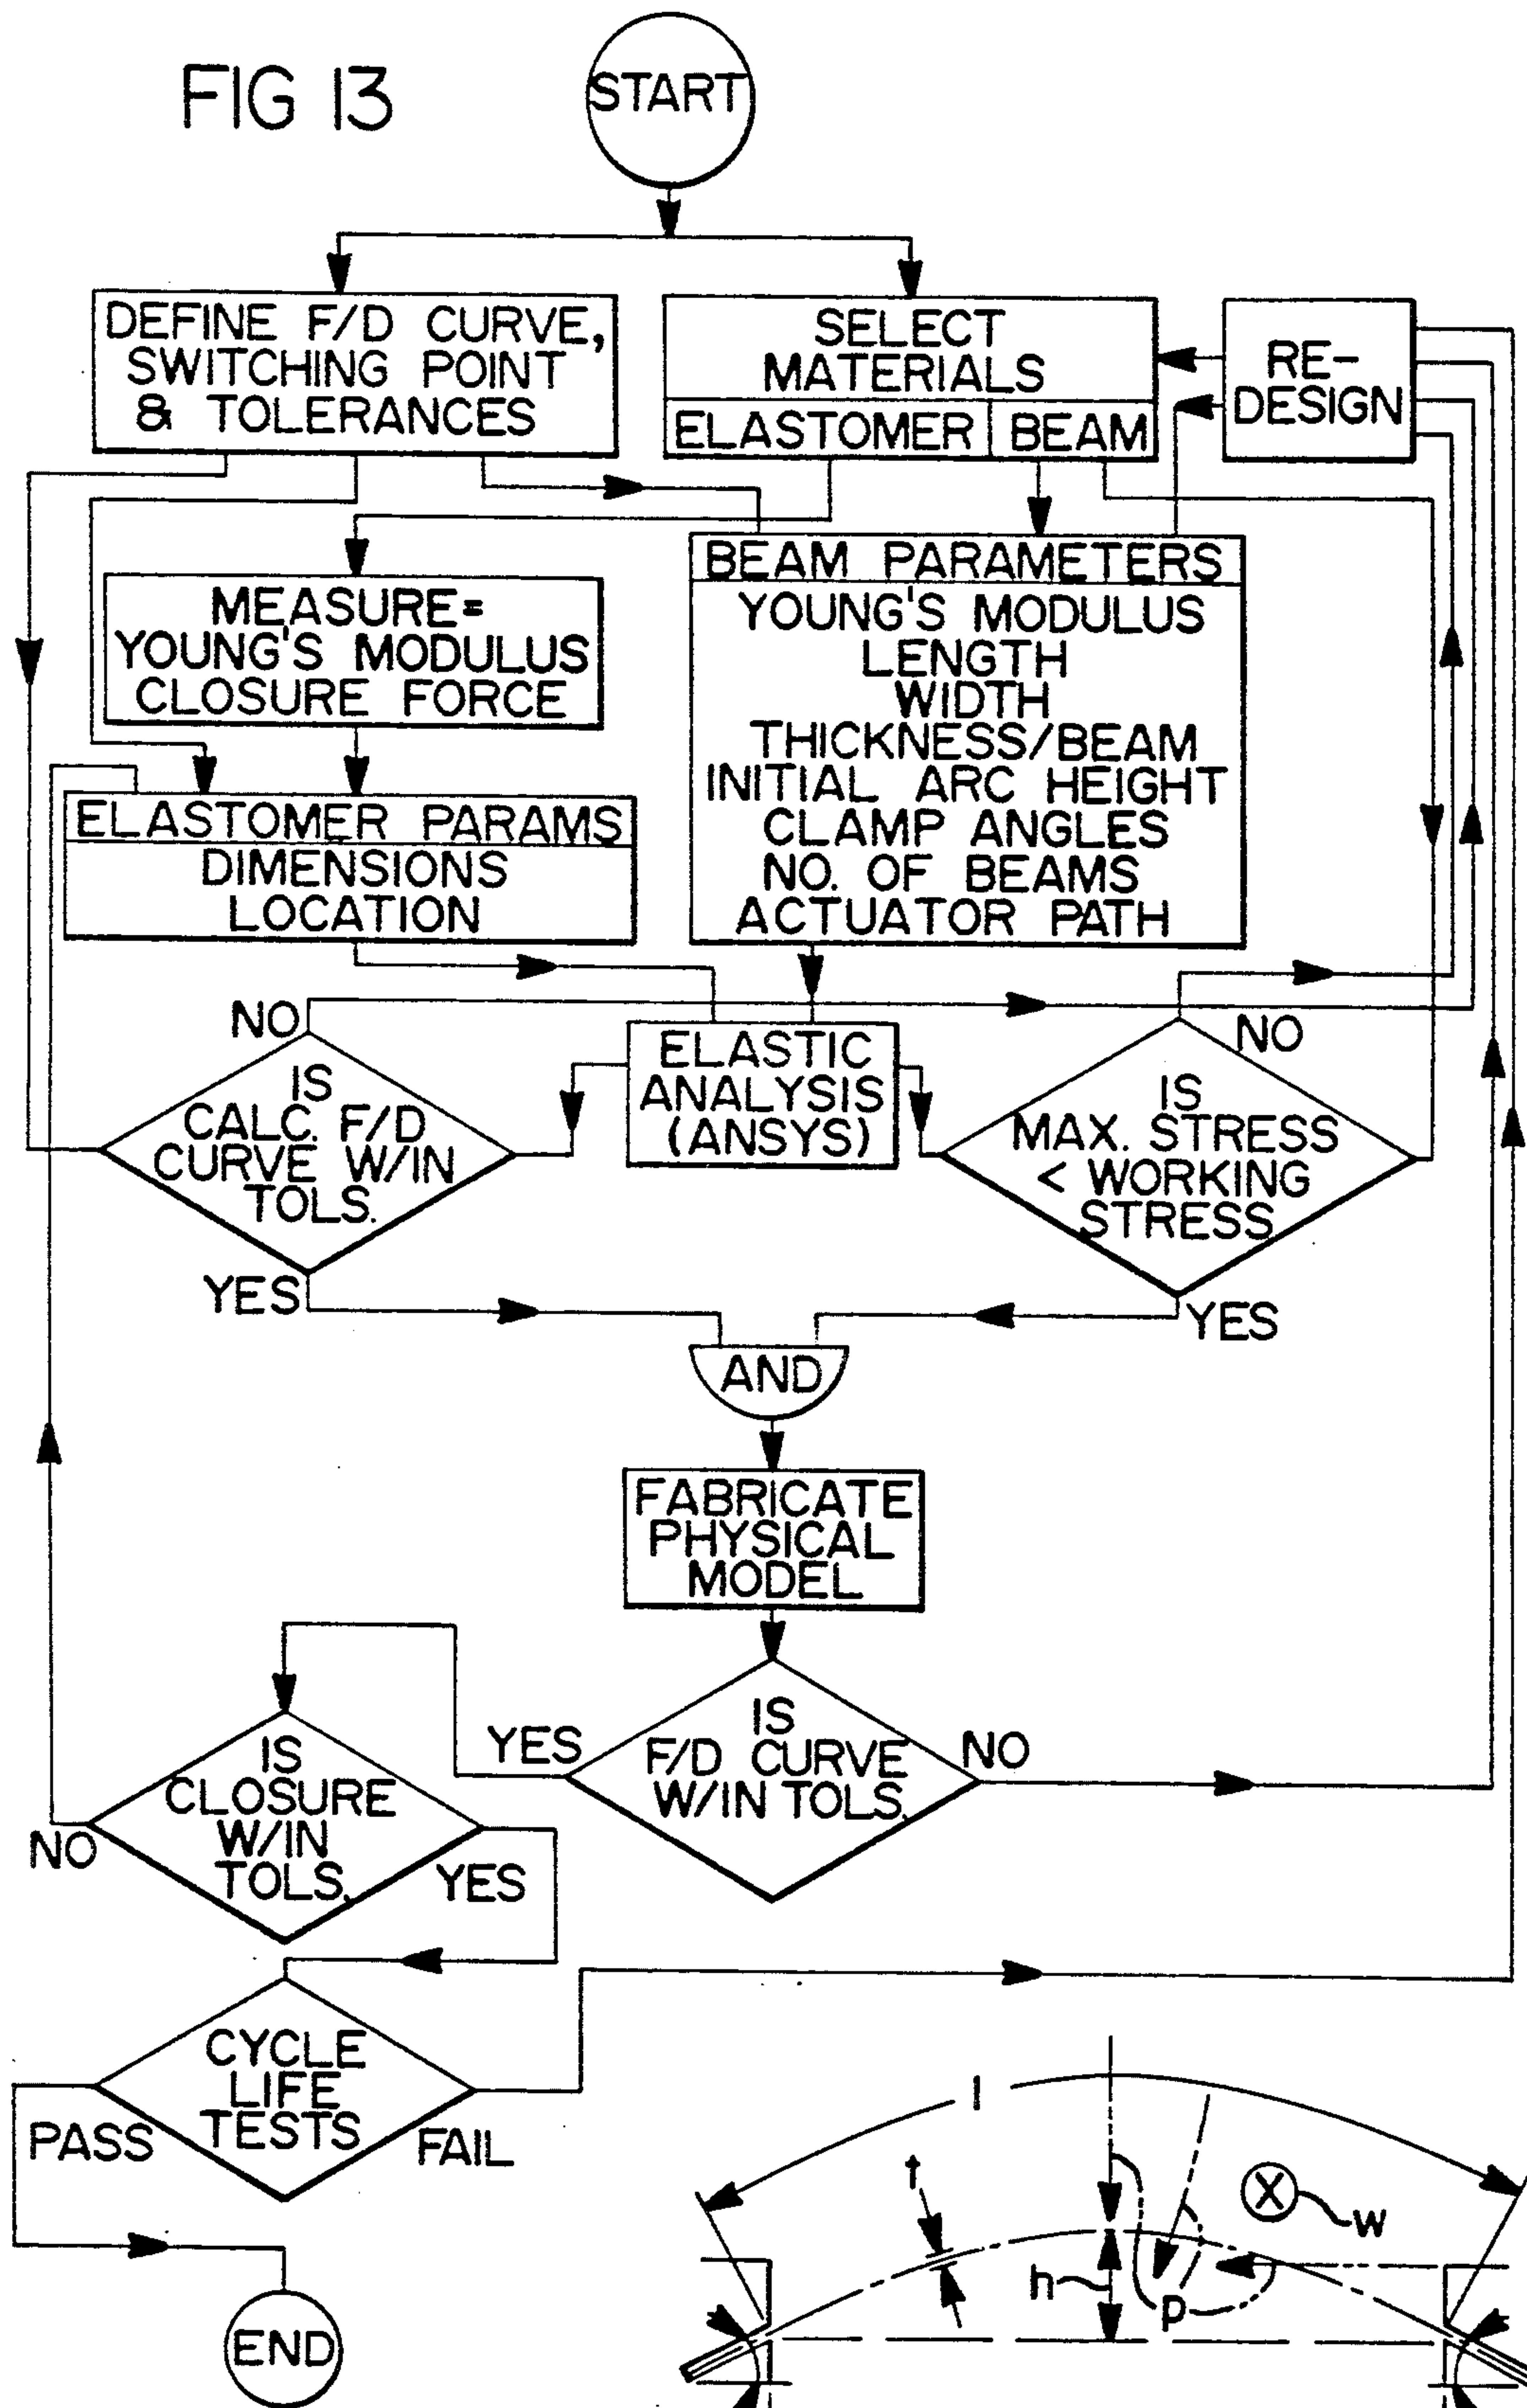 FIG 13
START
DEFINE F/D CURVE,
SWITCHING POINT
& TOLERANCES
SELECT
MATERIALS
ELASTOMER
BEAM
RE-
DESIGN
MEASURE=
YOUNG'S MODULUS
CLOSURE FORCE
BEAM PARAMETERS
YOUNG'S MODULUS
LENGTH
WIDTH
THICKNESS/BEAM
INITIAL ARC HEIGHT
CLAMP ANGLES
NO. OF BEAMS
ACTUATOR PATH
ELASTOMER PARAMS
DIMENSIONS
LOCATION
NO
IS
CALC. F/D
CURVE W/IN
TOLS.
YES
ELASTIC
ANALYSIS
(ANSYS)
NO
IS
MAX. STRESS
< WORKING
STRESS
YES
AND
FABRICATE
PHYSICAL
MODEL
IS
F/D CURVE
W/IN TOLS.
YES
NO
IS
CLOSURE
W/IN
TOLS.
NO
YES
CYCLE
LIFE
TESTS
PASS
FAIL
END
l
t
X
w
h
p